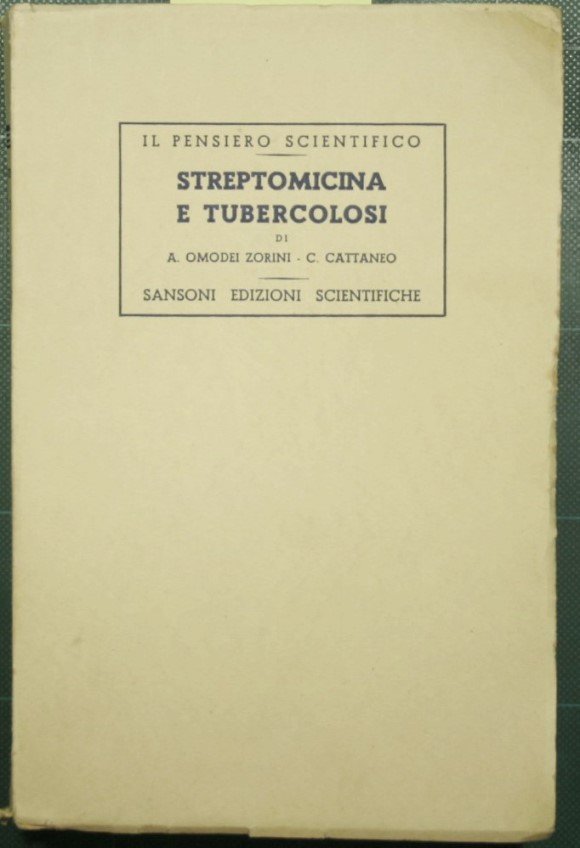 IL PENSIERO SCIENTIFICO
STREPTOMICINA
E TUBERCOLOSI
DI
A. OMODEI ZORINI - C. CATTANEO
SANSONI EDIZIONI SCIENTIFICHE